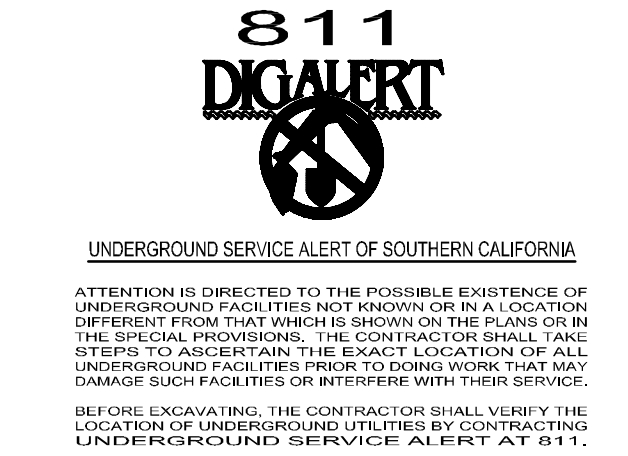 811
DIGALERT
UNDERGROUND SERVICE ALERT OF SOUTHERN CALIFORNIA
ATTENTION IS DIRECTED TO THE POSSIBLE EXISTENCE OF
UNDERGROUND FACILITIES NOT KNOWN OR IN A LOCATION
DIFFERENT FROM THAT WHICH IS SHOWN ON THE PLANS OR IN
THE SPECIAL PROVISIONS. THE CONTRACTOR SHALL TAKE
STEPS TO ASCERTAIN THE EXACT LOCATION OF ALL
UNDERGROUND FACILITIES PRIOR TO DOING WORK THAT MAY
DAMAGE SUCH FACILITIES OR INTERFERE WITH THEIR SERVICE.
BEFORE EXCAVATING, THE CONTRACTOR SHALL VERIFY THE
LOCATION OF UNDERGROUND UTILITIES BY CONTRACTING
UNDERGROUND SERVICE ALERT AT 811.